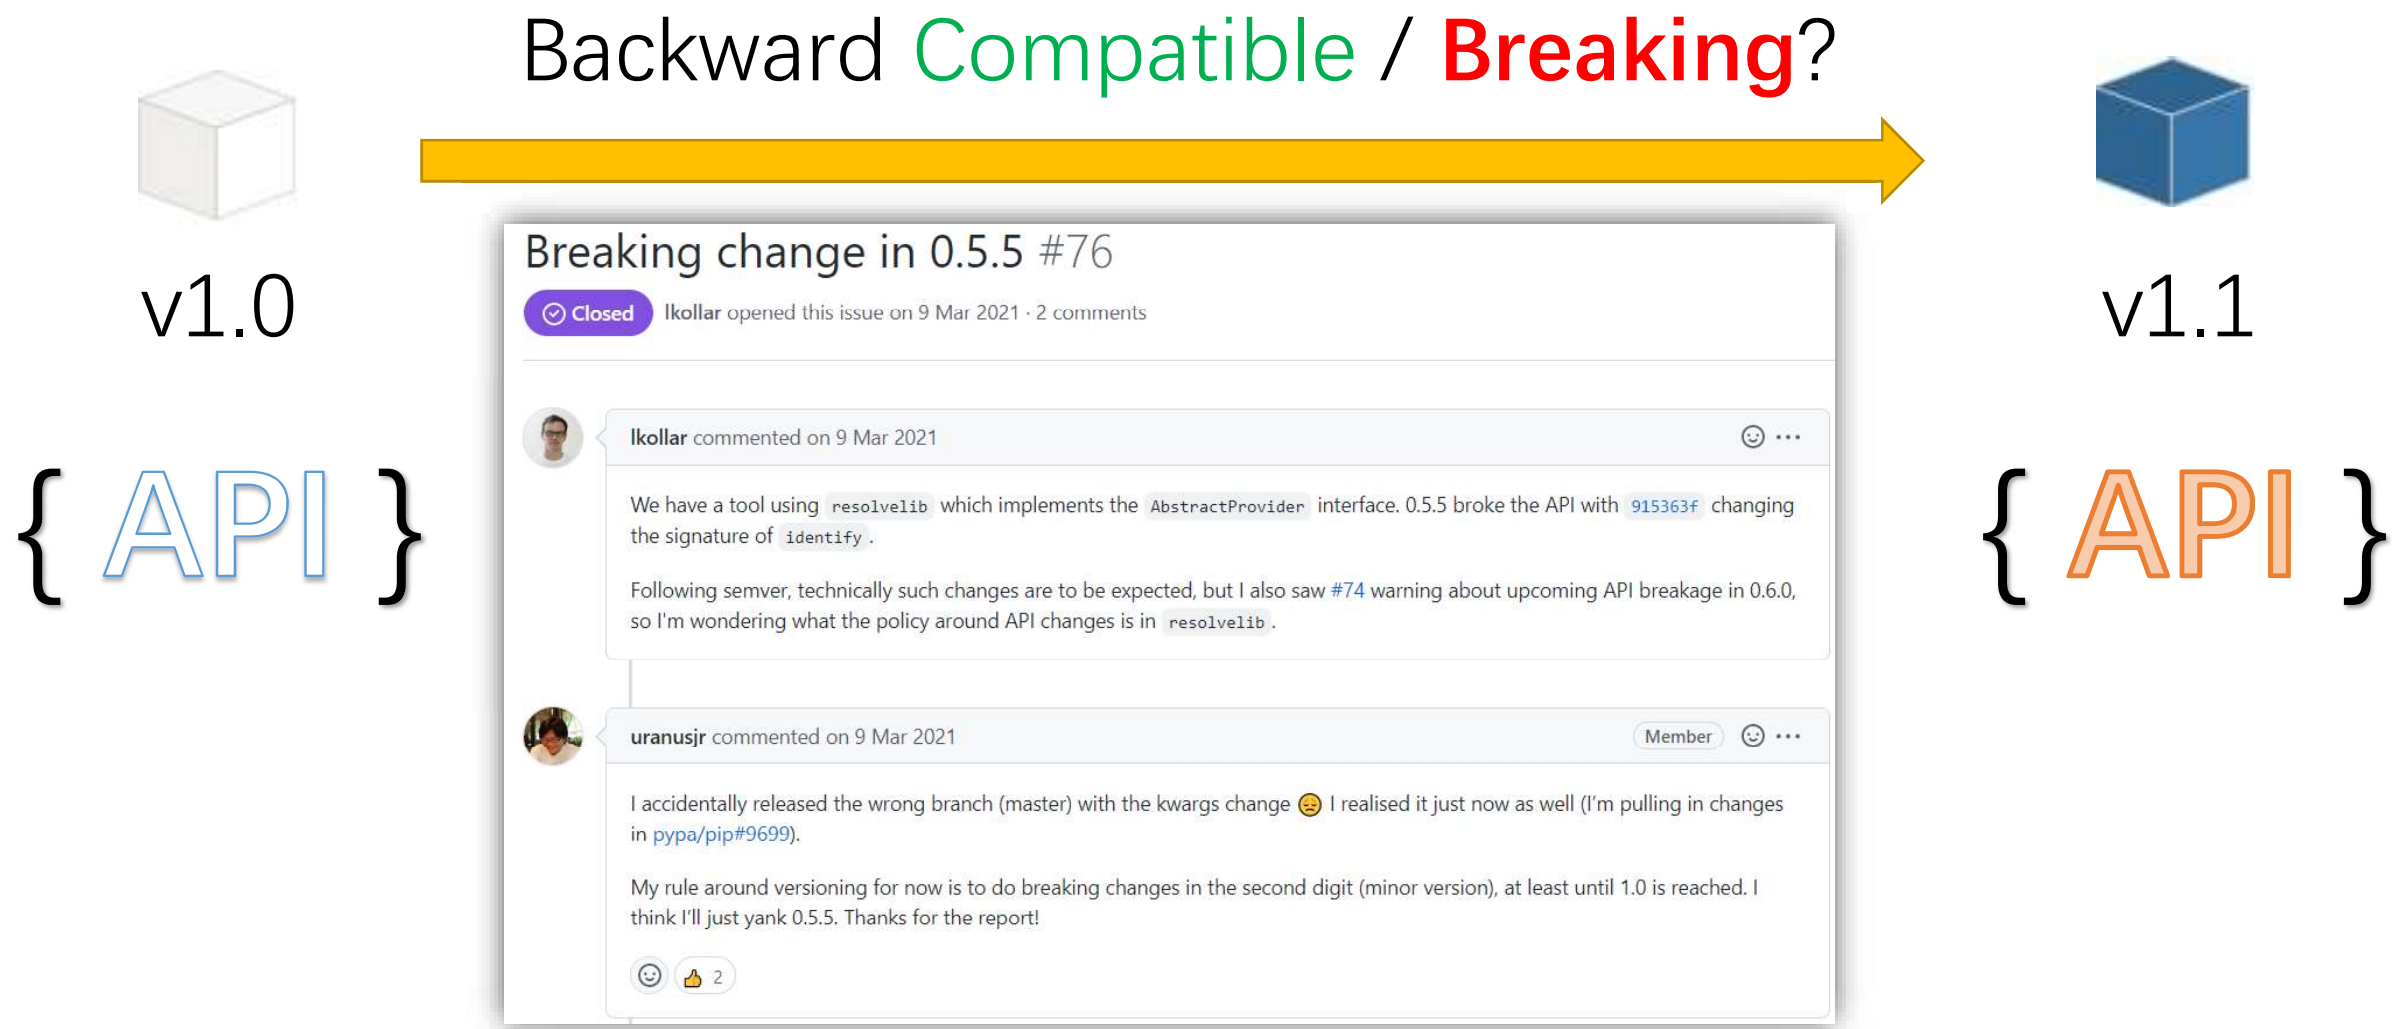 Backward Compatible / Breaking?
v1.0
v1.1
{ API }
{ API }
Breaking change in 0.5.5 #76
Closed lkollar opened this issue on 9 Mar 2021 · 2 comments
lkollar commented on 9 Mar 2021
We have a tool using resolvelib which implements the AbstractProvider interface. 0.5.5 broke the API with 915363f changing
the signature of identify.
Following semver, technically such changes are to be expected, but I also saw #74 warning about upcoming API breakage in 0.6.0,
so I'm wondering what the policy around API changes is in resolvelib.
uranusjr commented on 9 Mar 2021 Member
I accidentally released the wrong branch (master) with the kwargs change 😞 I realised it just now as well (I'm pulling in changes
in pypa/pip#9699).
My rule around versioning for now is to do breaking changes in the second digit (minor version), at least until 1.0 is reached. I
think I'll just yank 0.5.5. Thanks for the report!
👍 2